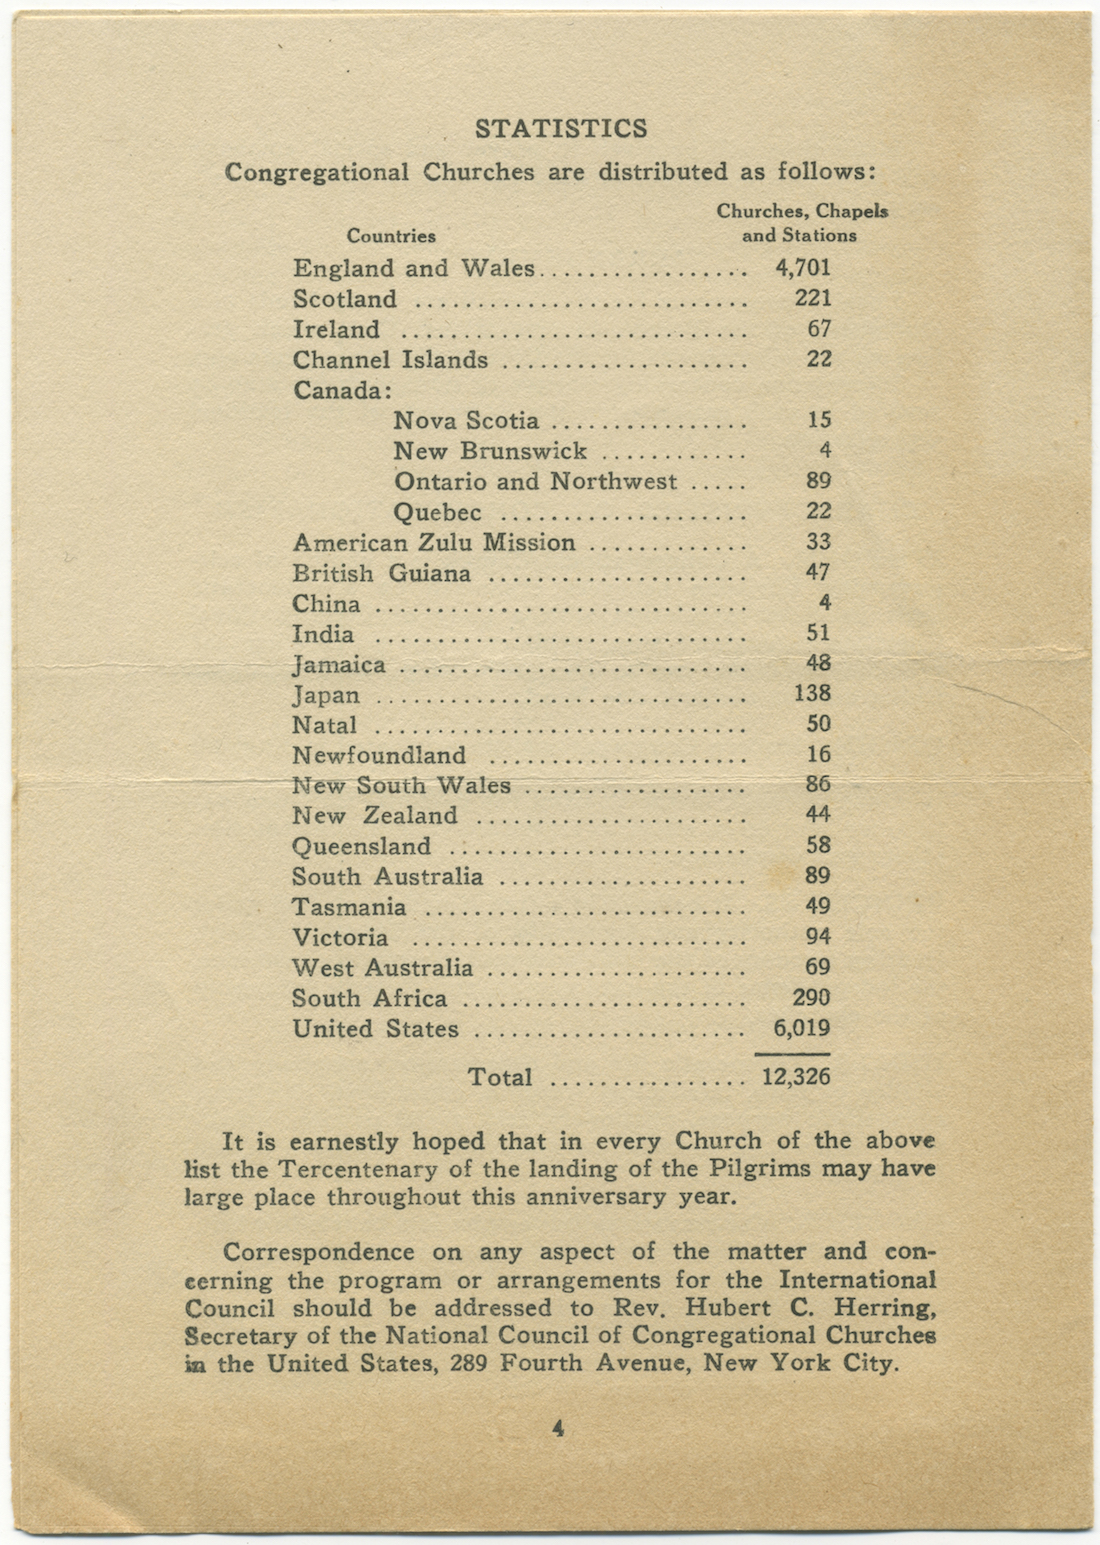 STATISTICS
Congregational Churches are distributed as follows:
Churches, Chapels
Countries and Stations
England and Wales.................. 4,701
Scotland ........................... 221
Ireland ............................ 67
Channel Islands .................... 22
Canada:
Nova Scotia ................ 15
New Brunswick ............ 4
Ontario and Northwest ..... 89
Quebec .................... 22
American Zulu Mission ............. 33
British Guiana ..................... 47
China .............................. 4
India .............................. 51
Jamaica ............................ 48
Japan .............................. 138
Natal .............................. 50
Newfoundland ..................... 16
New South Wales .................. 86
New Zealand ...................... 44
Queensland ........................ 58
South Australia .................... 89
Tasmania .......................... 49
Victoria ........................... 94
West Australia ..................... 69
South Africa ....................... 290
United States ...................... 6,019
Total ................ 12,326
It is earnestly hoped that in every Church of the above
list the Tercentenary of the landing of the Pilgrims may have
large place throughout this anniversary year.
Correspondence on any aspect of the matter and con-
cerning the program or arrangements for the International
Council should be addressed to Rev. Hubert C. Herring,
Secretary of the National Council of Congregational Churches
in the United States, 289 Fourth Avenue, New York City.
4